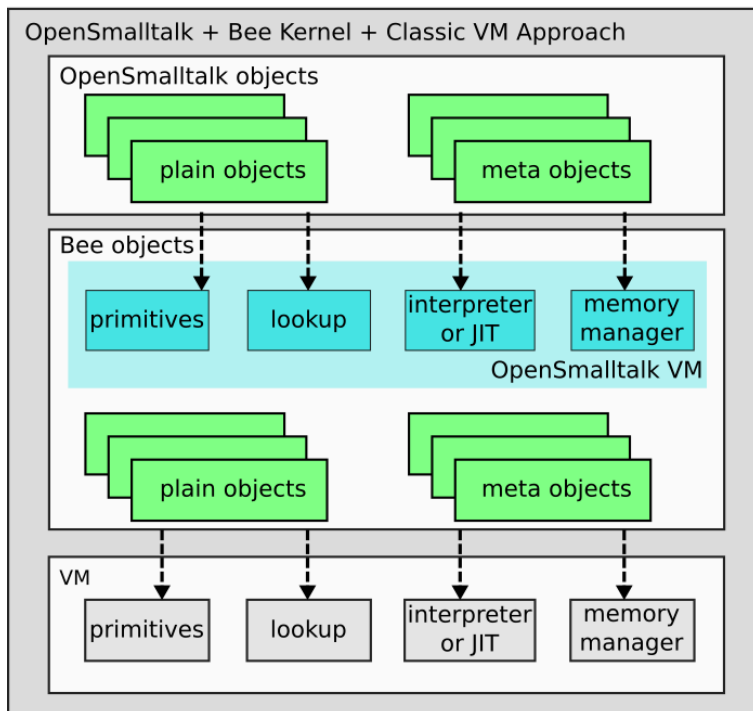 OpenSmalltalk + Bee Kernel + Classic VM Approach
OpenSmalltalk objects
plain objects
meta objects
Bee objects
primitives
lookup
interpreter
or JIT
memory
manager
OpenSmalltalk VM
plain objects
meta objects
VM
primitives
lookup
interpreter
or JIT
memory
manager